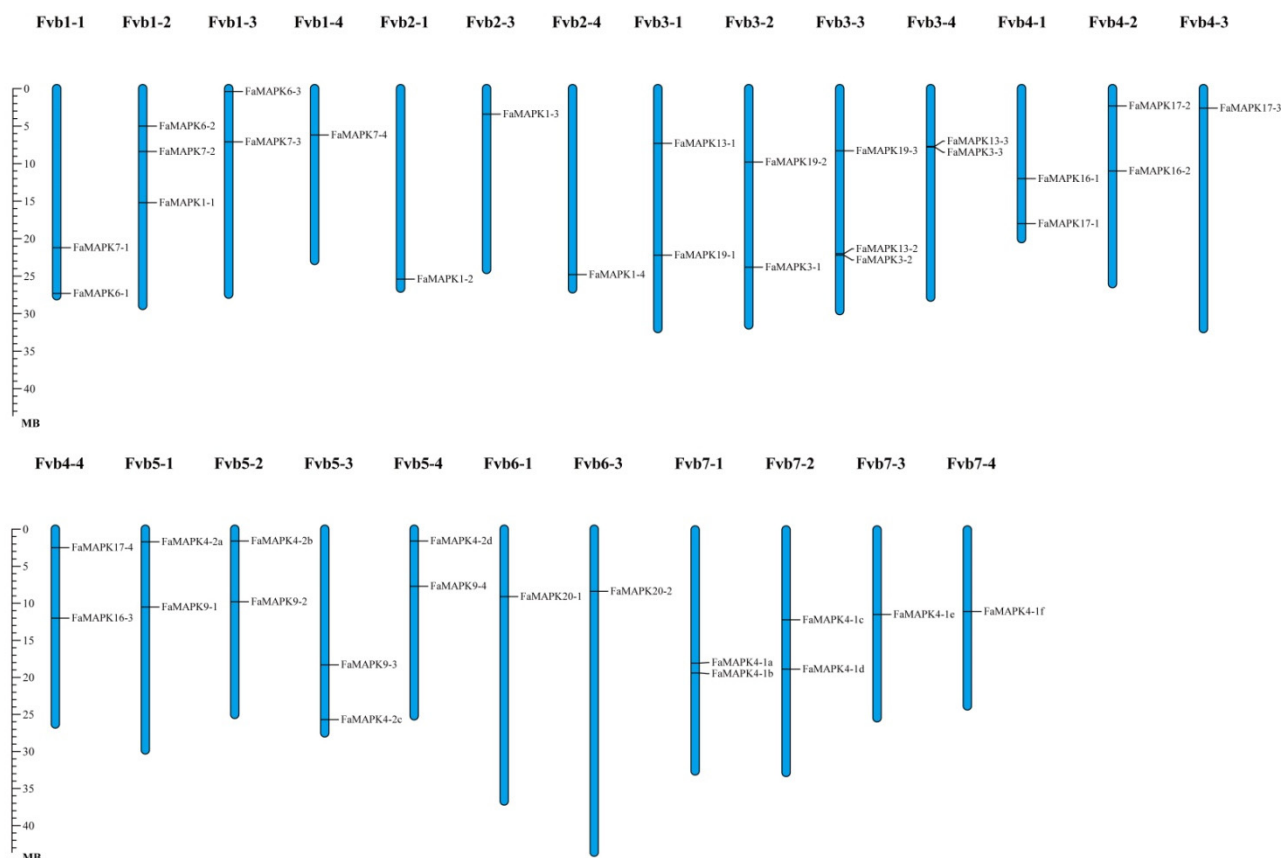 Fvb1-1 Fvb1-2 Fvb1-3 Fvb1-4 Fvb2-1 Fvb2-3 Fvb2-4 Fvb3-1 Fvb3-2 Fvb3-3 Fvb3-4 Fvb4-1 Fvb4-2 Fvb4-3
0
5
10
15
20
25
30
35
40
MB
FaMAPK7-1
FaMAPK6-1
FaMAPK6-2
FaMAPK7-2
FaMAPK1-1
FaMAPK6-3
FaMAPK7-3
FaMAPK7-4
FaMAPK1-2
FaMAPK1-3
FaMAPK1-4
FaMAPK13-1
FaMAPK19-1
FaMAPK19-2
FaMAPK3-1
FaMAPK19-3
FaMAPK13-2
FaMAPK3-2
FaMAPK13-3
FaMAPK3-3
FaMAPK16-1
FaMAPK17-1
FaMAPK17-2
FaMAPK16-2
FaMAPK17-3
Fvb4-4 Fvb5-1 Fvb5-2 Fvb5-3 Fvb5-4 Fvb6-1 Fvb6-3 Fvb7-1 Fvb7-2 Fvb7-3 Fvb7-4
0
5
10
15
20
25
30
35
40
MB
FaMAPK17-4
FaMAPK16-3
FaMAPK4-2a
FaMAPK9-1
FaMAPK4-2b
FaMAPK9-2
FaMAPK9-3
FaMAPK4-2c
FaMAPK4-2d
FaMAPK9-4
FaMAPK20-1
FaMAPK20-2
FaMAPK4-1a
FaMAPK4-1b
FaMAPK4-1c
FaMAPK4-1d
FaMAPK4-1e
FaMAPK4-1f